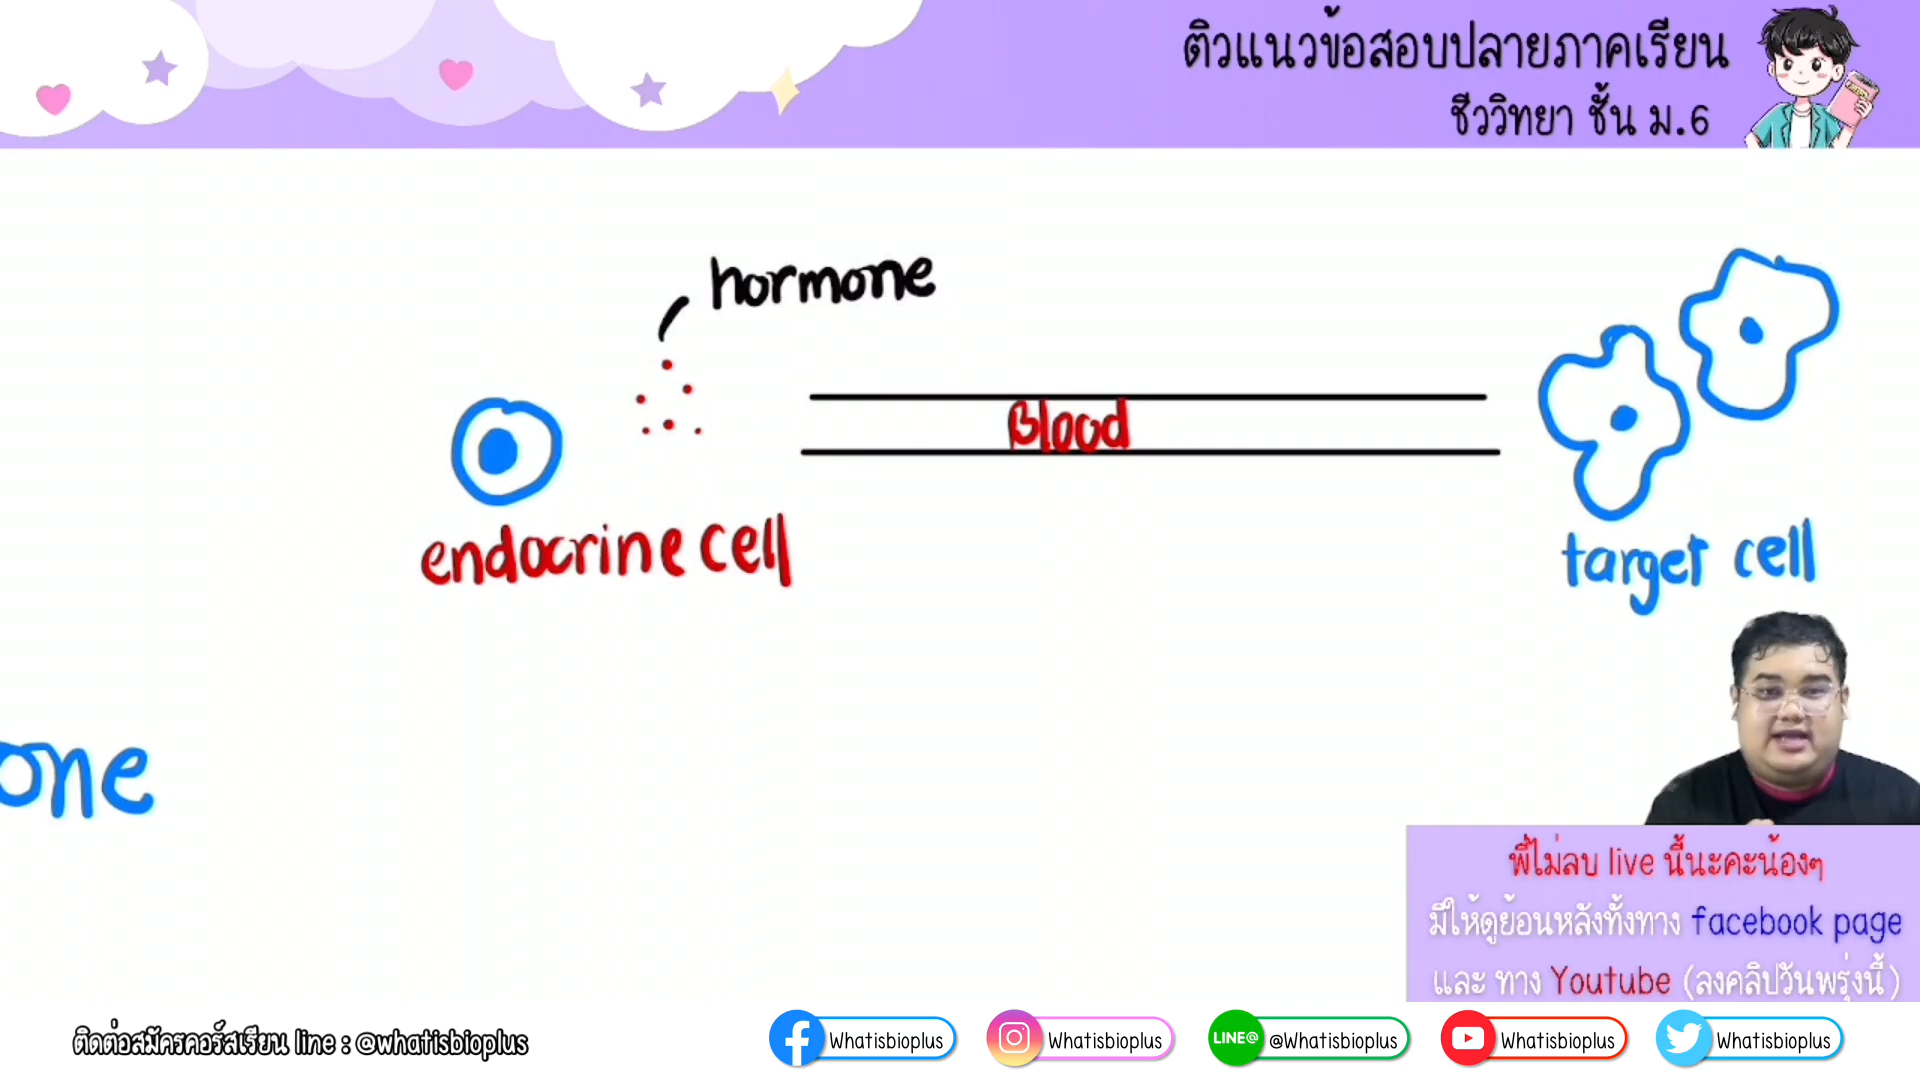 ติวแนวข้อสอบปลายภาคเรียน
ชีววิทยา ชั้น ม.6
hormone
Blood
endocrine cell
target cell
one
พี่ไม่ลบ live นี้นะคะน้องๆ
มีให้ดูย้อนหลังทั้งทาง facebook page
และ ทาง Youtube (ลงคลิปวันพรุ่งนี้)
ติดต่อสมัครคอร์สเรียน line : @whatisbioplus
Whatisbioplus
Whatisbioplus
LINE@ @Whatisbioplus
Whatisbioplus
Whatisbioplus